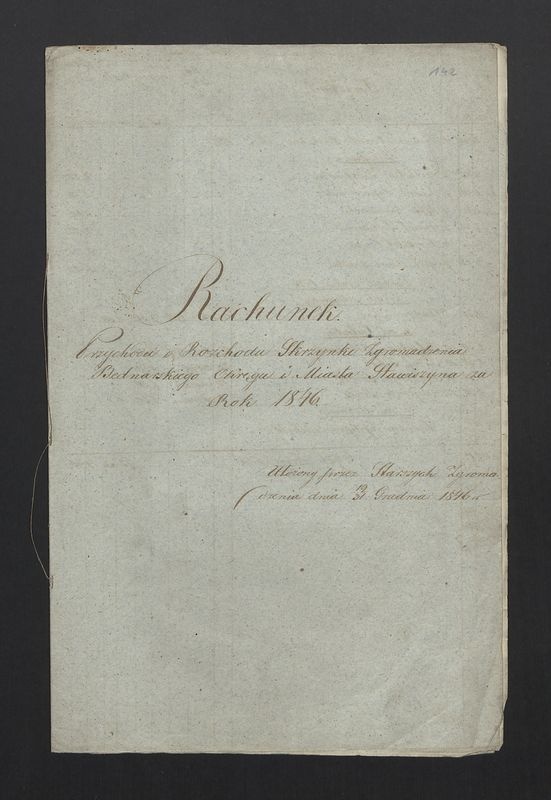 142
Rachunek.
Przychodu i Rozchodu Skrzynki Zgromadzenia
Bednarskiego Okręgu i Miasta Stawiszyna za
Rok 1846.
Ułożony przez Starszych Zgroma
dzenia dnia 19/31 Grudnia 1846 r